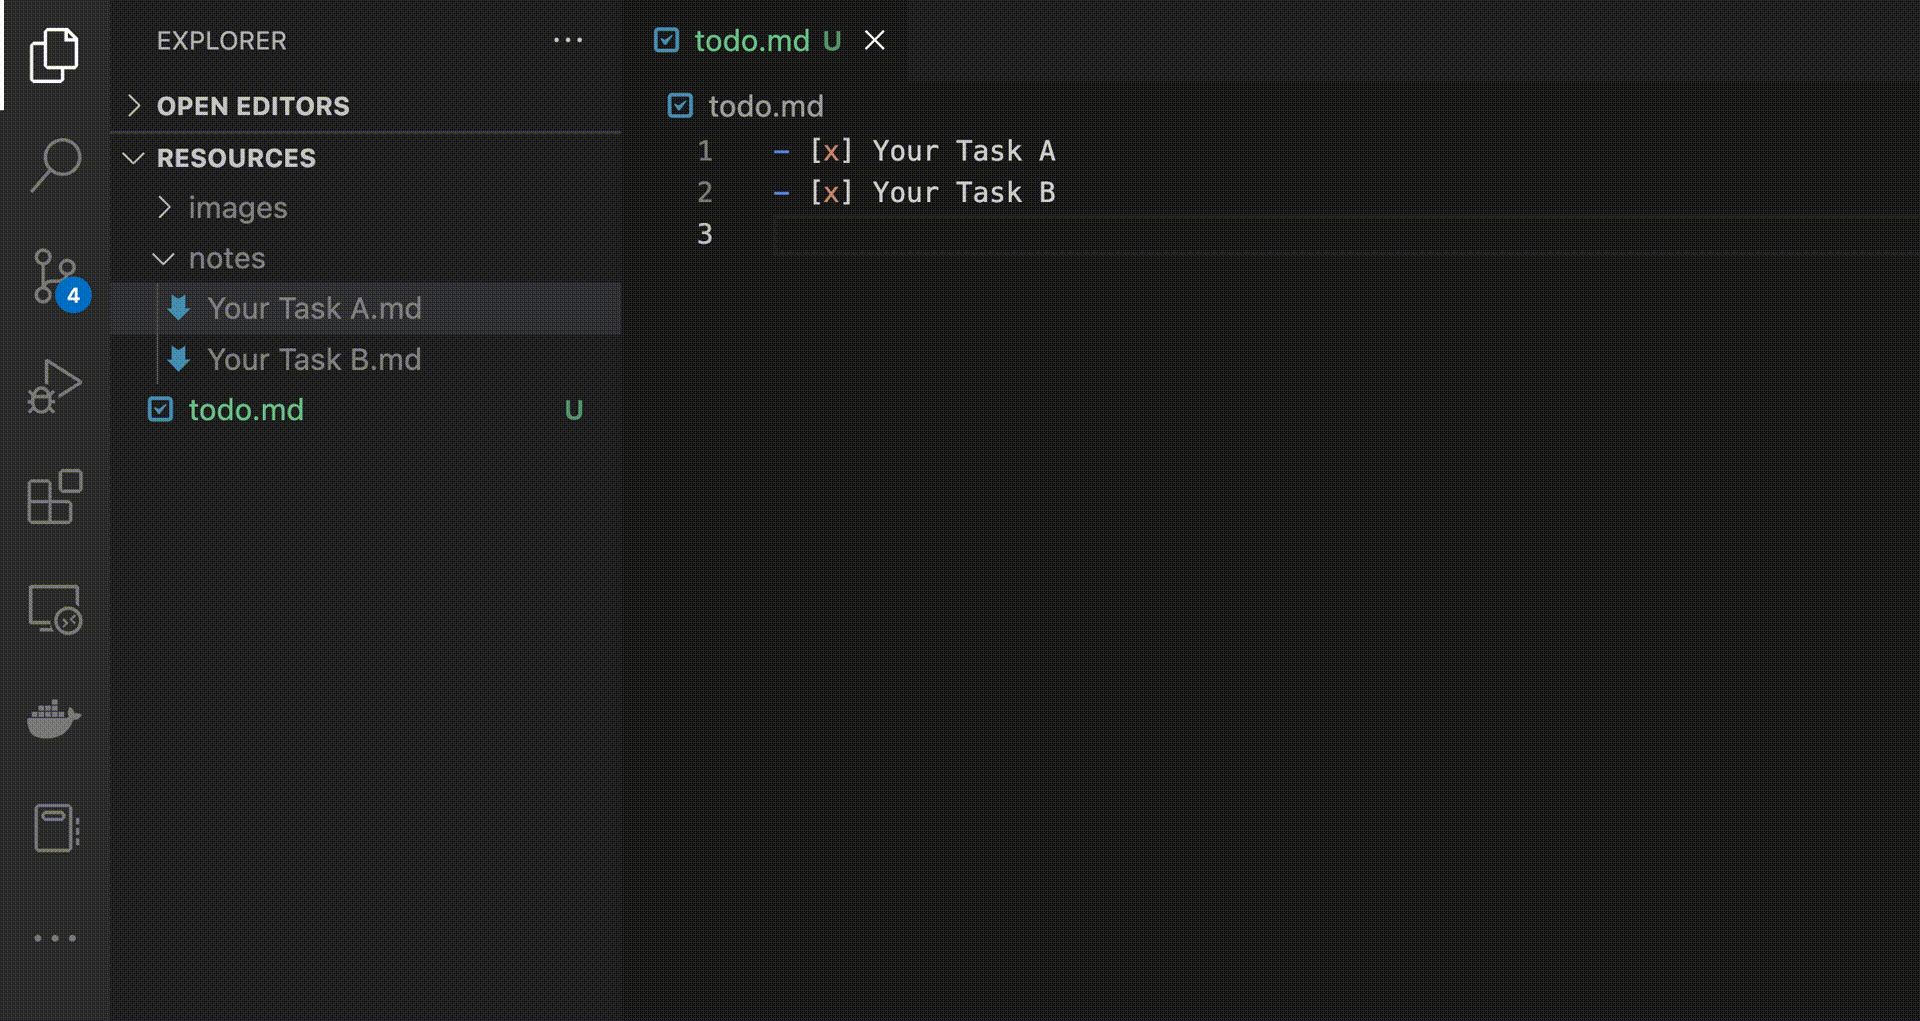 EXPLORER
OPEN EDITORS
RESOURCES
images
notes
Your Task A.md
Your Task B.md
todo.md U
4
todo.md U
todo.md
1 - [x] Your Task A
2 - [x] Your Task B
3